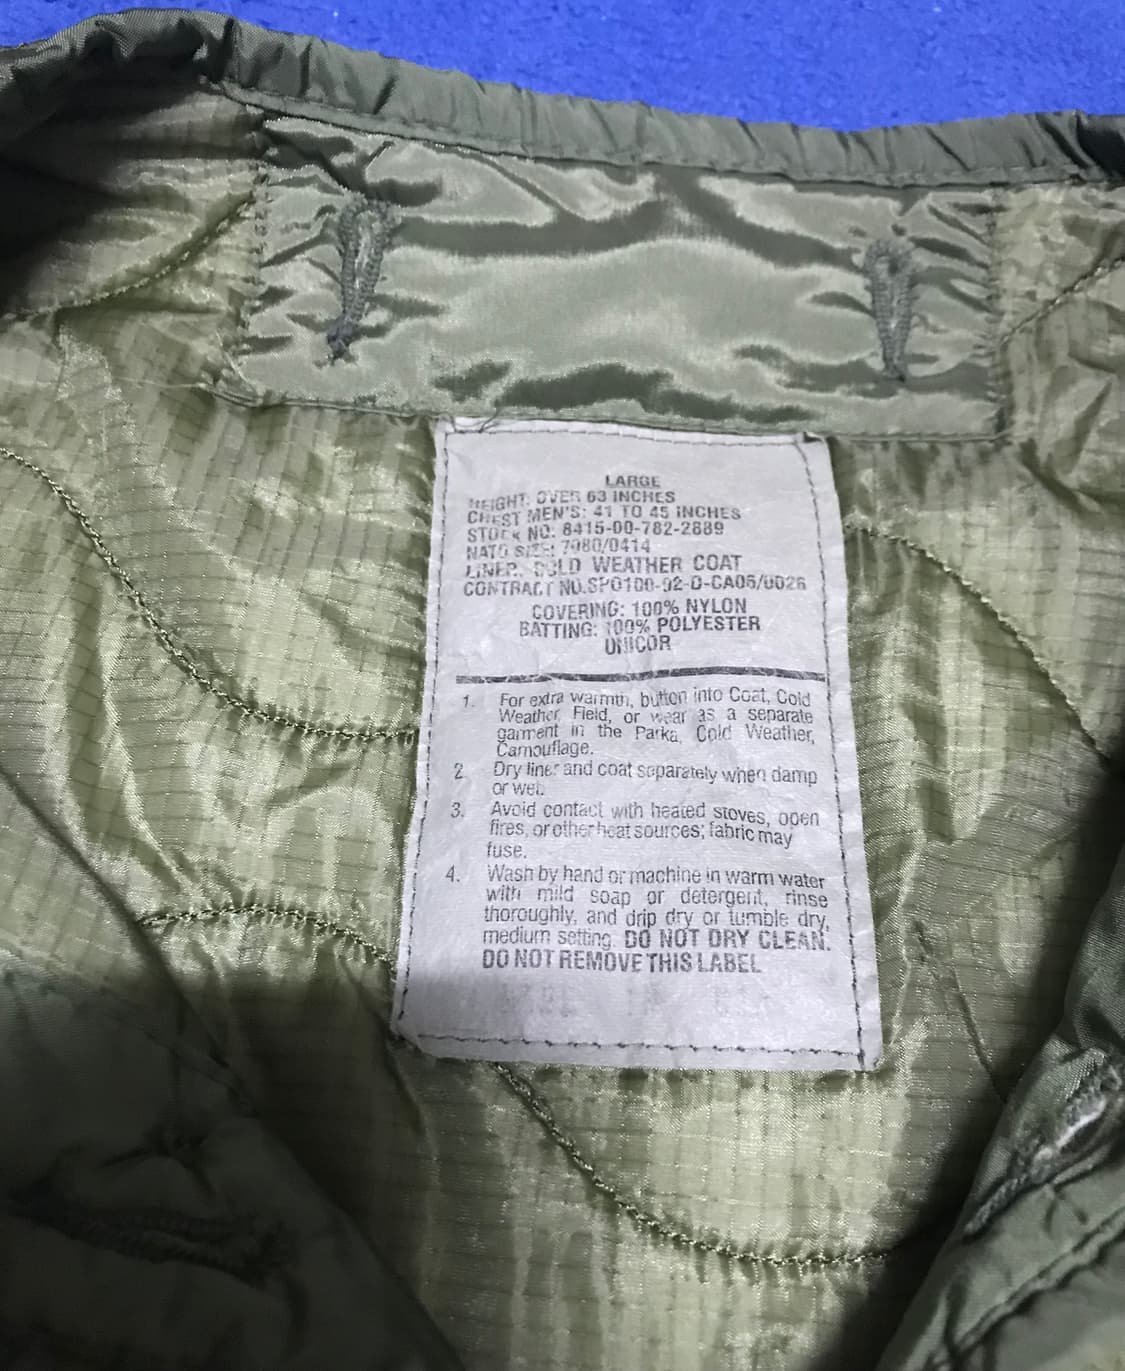 LARGE
HEIGHT: OVER 63 INCHES
CHEST MEN'S: 41 TO 45 INCHES
STOCK NO: 8415-00-782-2889
NATO SIZE: 7080/0414
LINER, COLD WEATHER COAT
CONTRACT NO.SPO100-92-D-CA06/0026
COVERING: 100% NYLON
BATTING: 100% POLYESTER
UNICOR
1. For extra warmth, button into Coat, Cold
Weather, Field, or wear as a separate
garment in the Parka, Cold Weather,
Camouflage.
2. Dry liner and coat separately when damp
or wet.
3. Avoid contact with heated stoves, open
fires, or other heat sources; fabric may
fuse.
4. Wash by hand or machine in warm water
with mild soap or detergent, rinse
thoroughly, and drip dry or tumble dry,
medium setting. DO NOT DRY CLEAN.
DO NOT REMOVE THIS LABEL